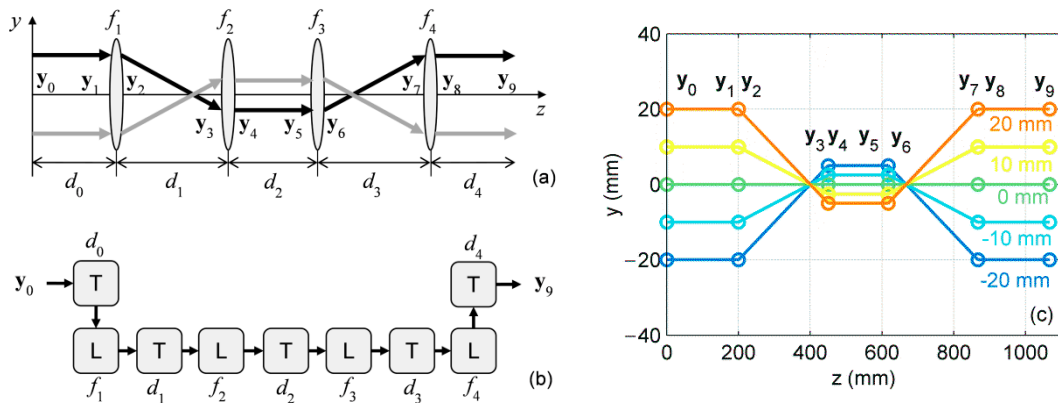 y f₁ f₂ f₃ f₄
y₀ y₁ y₂ y₃ y₄ y₅ y₆ y₇ y₈ y₉
z
d₀ d₁ d₂ d₃ d₄ (a)
d₀ d₄
y₀ T T y₉
L T L T L T L
f₁ d₁ f₂ d₂ f₃ d₃ f₄ (b)
40
y₀ y₁ y₂ y₇ y₈ y₉
20
20 mm
y₃ y₄ y₅ y₆
10 mm
y (mm)
0
0 mm
-10 mm
−20
-20 mm
−40
(c)
0 200 400 600 800 1000
z (mm)